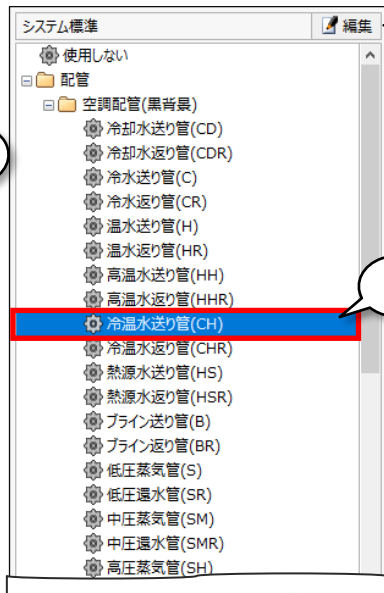 システム標準 編集
使用しない
配管
空調配管(黒背景)
冷却水送り管(CD)
冷却水返り管(CDR)
冷水送り管(C)
冷水返り管(CR)
温水送り管(H)
温水返り管(HR)
高温水送り管(HH)
高温水返り管(HHR)
冷温水送り管(CH)
冷温水返り管(CHR)
熱源水送り管(HS)
熱源水返り管(HSR)
ブライン送り管(B)
ブライン返り管(BR)
低圧蒸気管(S)
低圧還水管(SR)
中圧蒸気管(SM)
中圧還水管(SMR)
高圧蒸気管(SH)